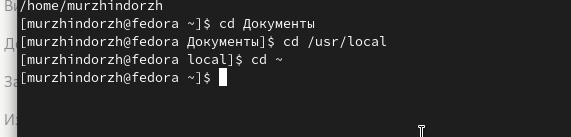 /home/murzhindorzh
[murzhindorzh@fedora ~]$ cd Документы
[murzhindorzh@fedora Документы]$ cd /usr/local
[murzhindorzh@fedora local]$ cd ~
[murzhindorzh@fedora ~]$